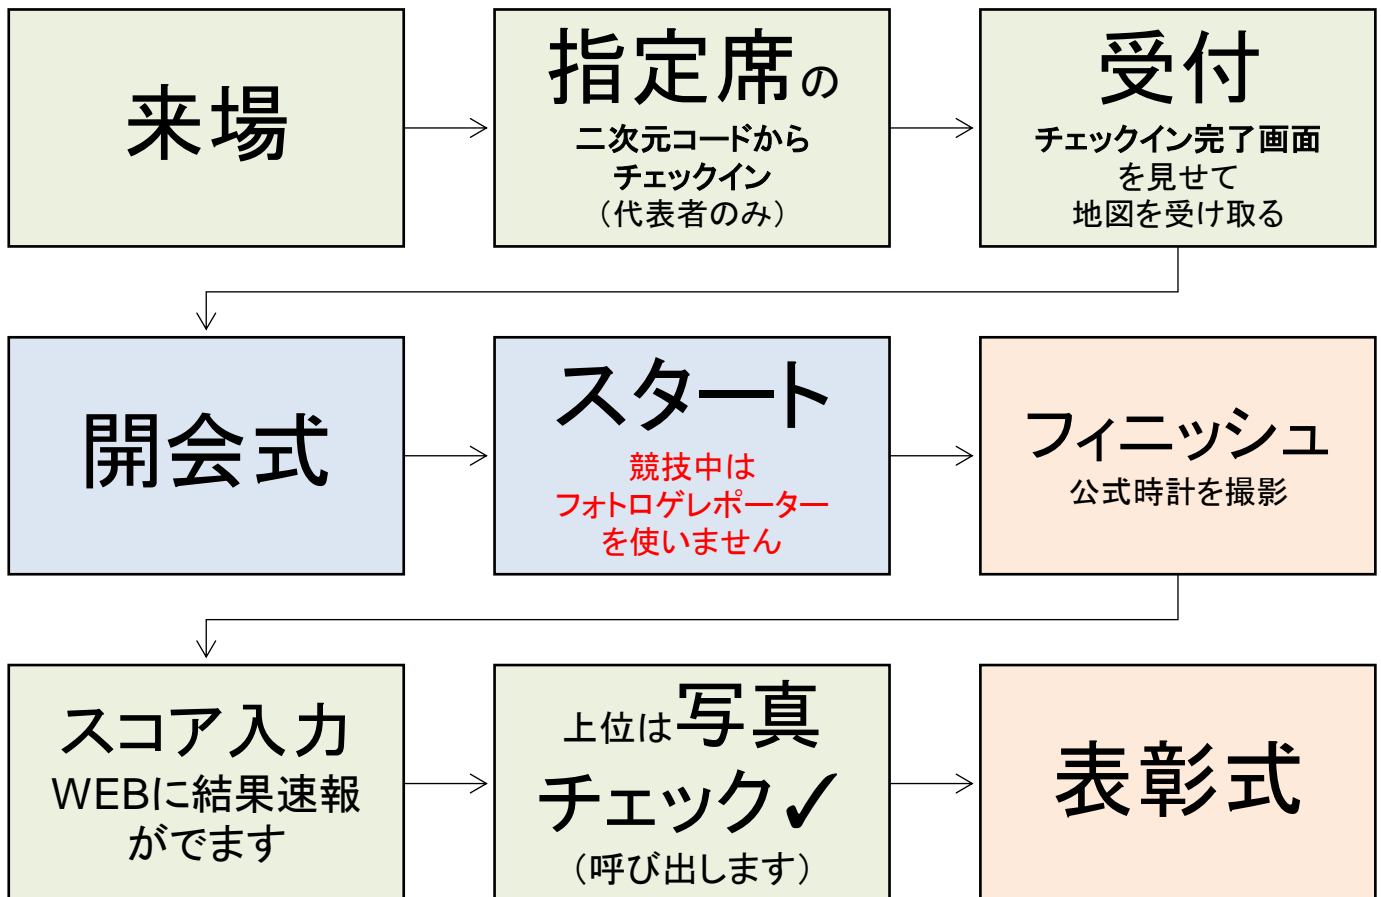 来場
指定席の
二次元コードから
チェックイン
（代表者のみ）
受付
チェックイン完了画面
を見せて
地図を受け取る
開会式
スタート
競技中は
フォトロゲレポーター
を使いません
フィニッシュ
公式時計を撮影
スコア入力
WEBに結果速報
がでます
上位は写真
チェック✓
（呼び出します）
表彰式